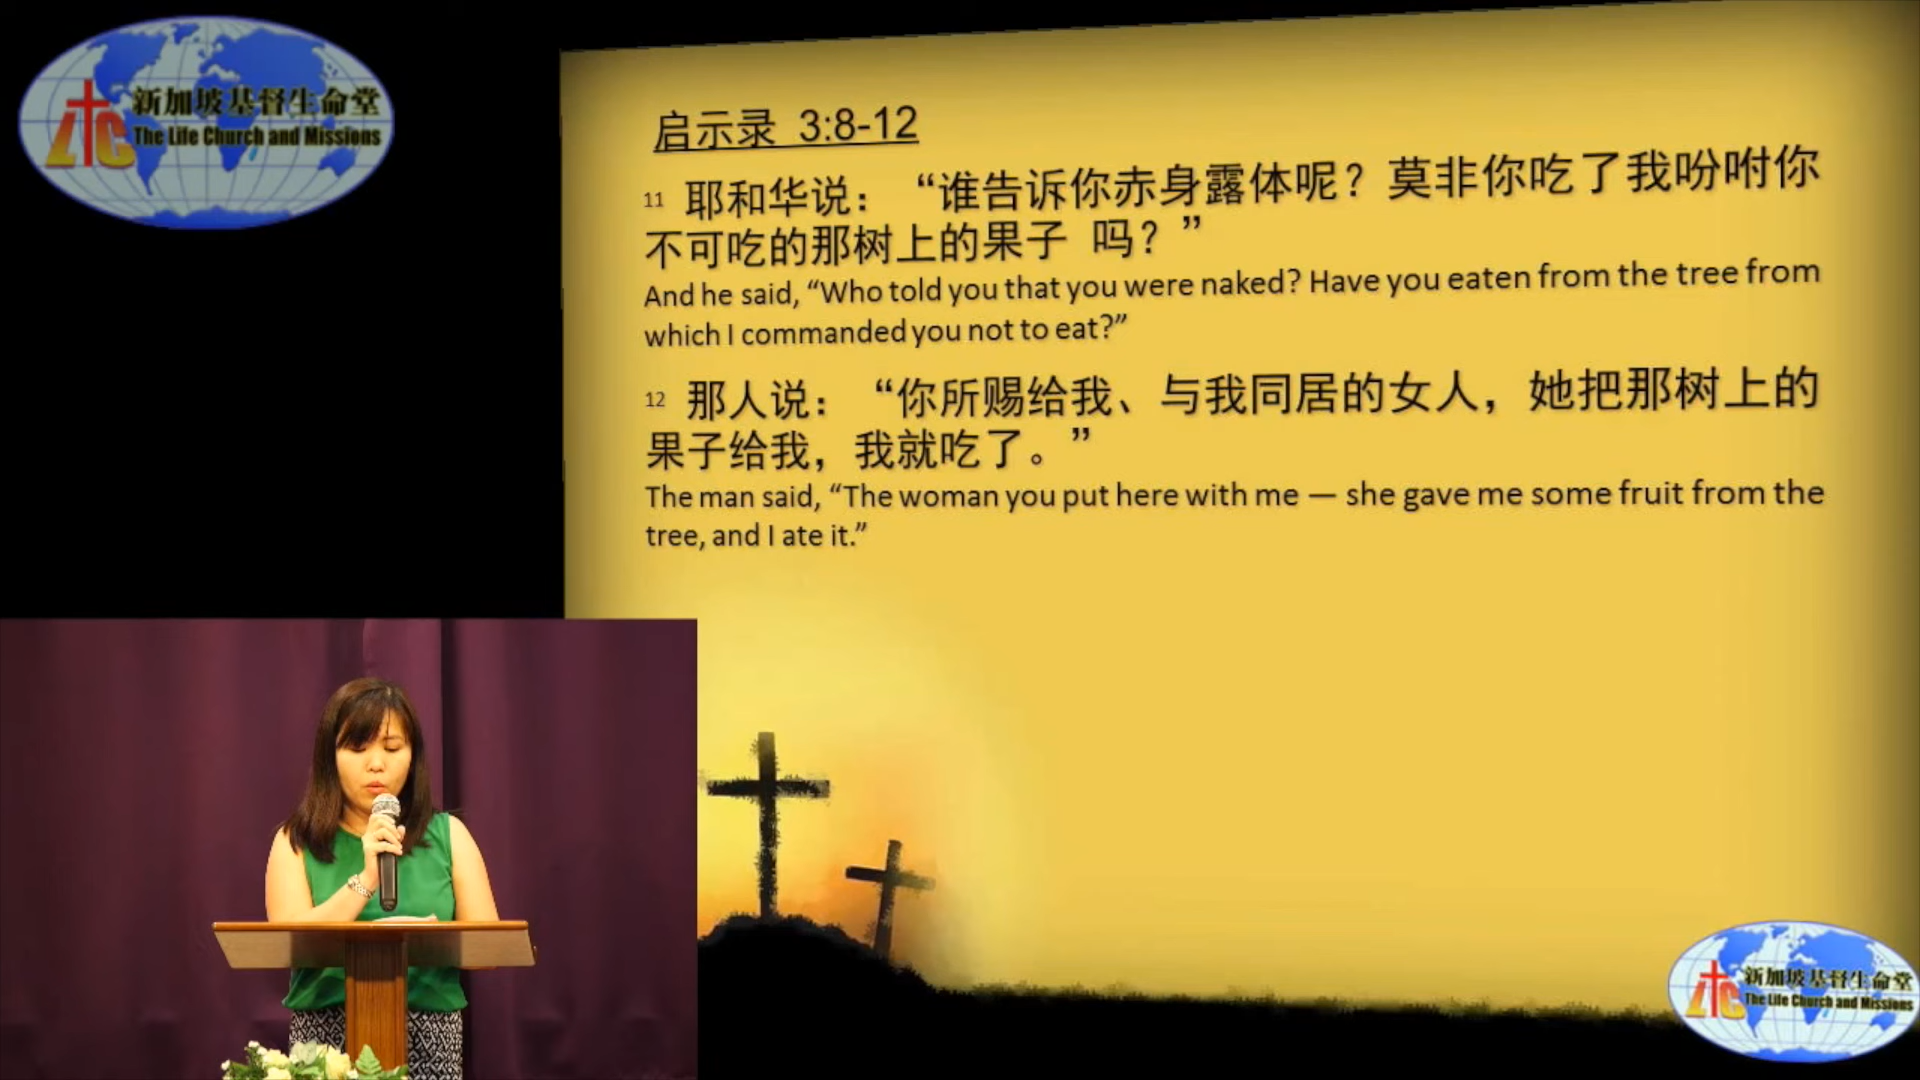 新加坡基督生命堂
LTC The Life Church and Missions
启示录 3:8-12
11 耶和华说：“谁告诉你赤身露体呢？莫非你吃了我吩咐你
不可吃的那树上的果子 吗？”
And he said, “Who told you that you were naked? Have you eaten from the tree from
which I commanded you not to eat?”
12 那人说：“你所赐给我、与我同居的女人，她把那树上的
果子给我，我就吃了。”
The man said, “The woman you put here with me — she gave me some fruit from the
tree, and I ate it.”
新加坡基督生命堂
LTC The Life Church and Missions